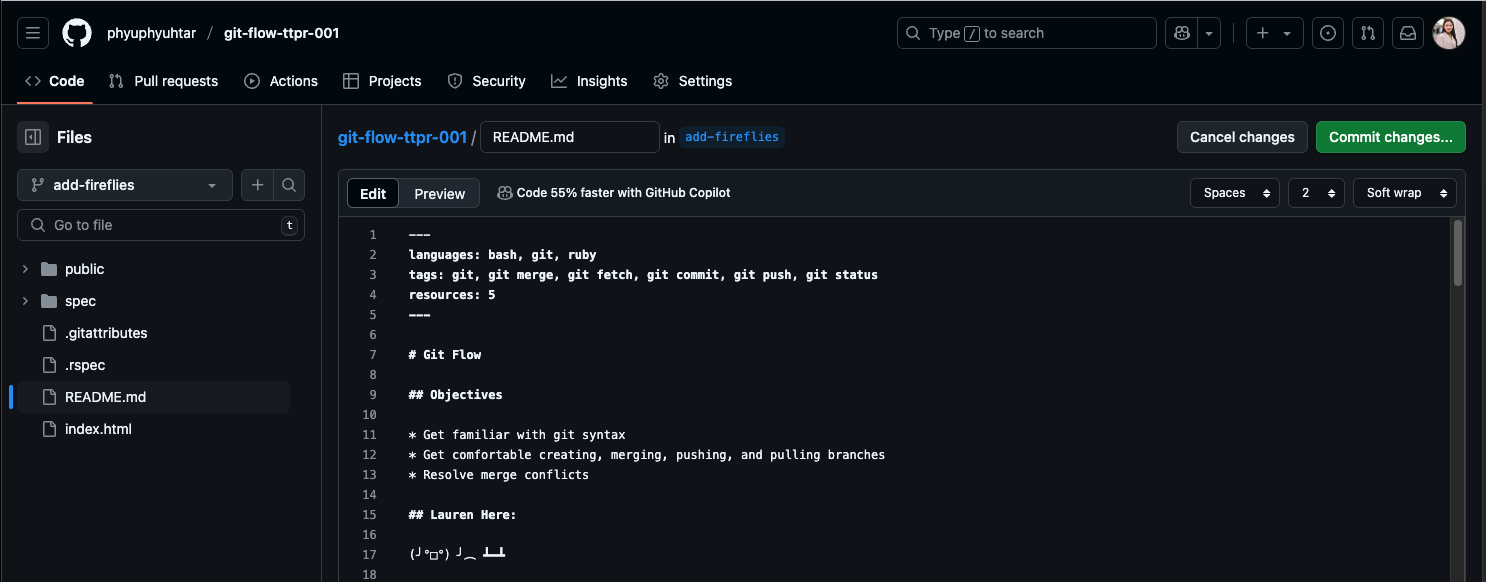 phyuphyuhtar / git-flow-ttpr-001
Type / to search
Code Pull requests Actions Projects Security Insights Settings
Files
add-fireflies
Go to file t
public
spec
.gitattributes
.rspec
README.md
index.html
git-flow-ttpr-001 / README.md in add-fireflies
Cancel changes Commit changes...
Edit Preview Code 55% faster with GitHub Copilot Spaces 2 Soft wrap
1 ---
2 languages: bash, git, ruby
3 tags: git, git merge, git fetch, git commit, git push, git status
4 resources: 5
5 ---
6
7 # Git Flow
8
9 ## Objectives
10
11 * Get familiar with git syntax
12 * Get comfortable creating, merging, pushing, and pulling branches
13 * Resolve merge conflicts
14
15 ## Lauren Here:
16
17 (╯°□°) ╯︵ ┻━┻
18